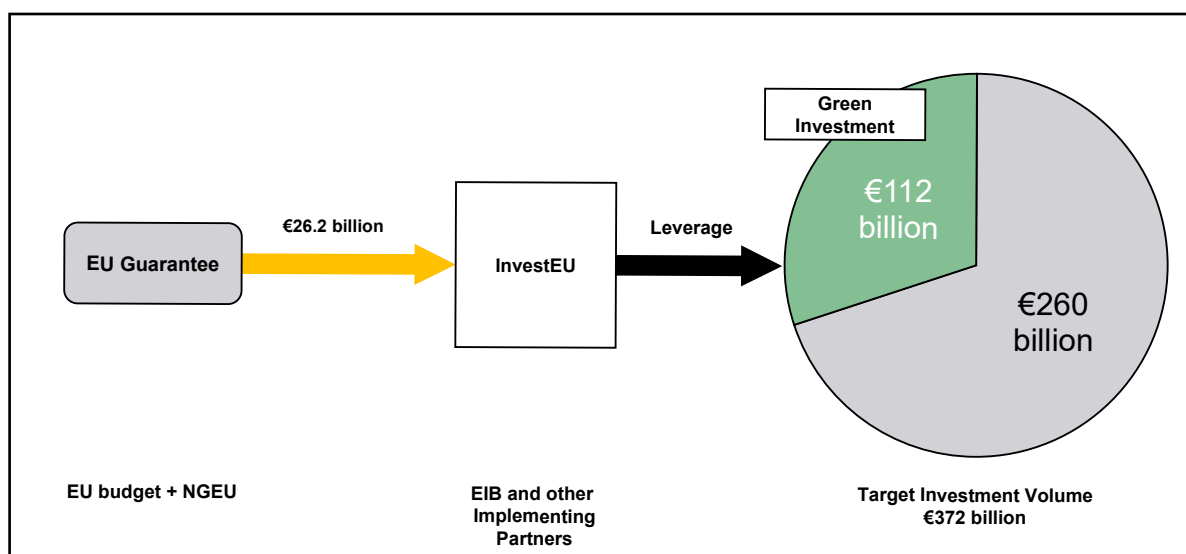 Green
Investment
€112
billion
€26.2 billion
Leverage
EU Guarantee
InvestEU
€260
billion
EU budget + NGEU
EIB and other
Implementing
Partners
Target Investment Volume
€372 billion